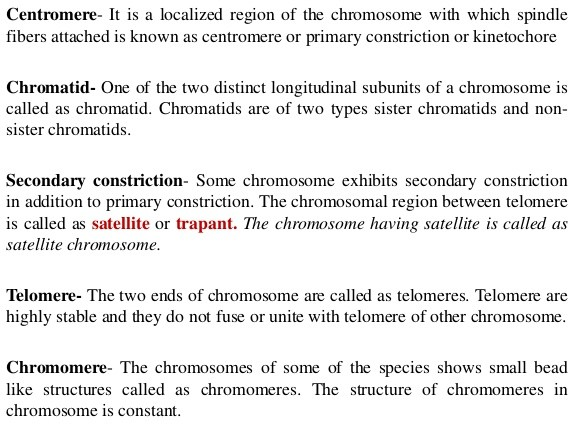 Centromere- It is a localized region of the chromosome with which spindle
fibers attached is known as centromere or primary constriction or kinetochore
Chromatid- One of the two distinct longitudinal subunits of a chromosome is
called as chromatid. Chromatids are of two types sister chromatids and non-
sister chromatids.
Secondary constriction- Some chromosome exhibits secondary constriction
in addition to primary constriction. The chromosomal region between telomere
is called as satellite or trapant. The chromosome having satellite is called as
satellite chromosome.
Telomere- The two ends of chromosome are called as telomeres. Telomere are
highly stable and they do not fuse or unite with telomere of other chromosome.
Chromomere- The chromosomes of some of the species shows small bead
like structures called as chromomeres. The structure of chromomeres in
chromosome is constant.